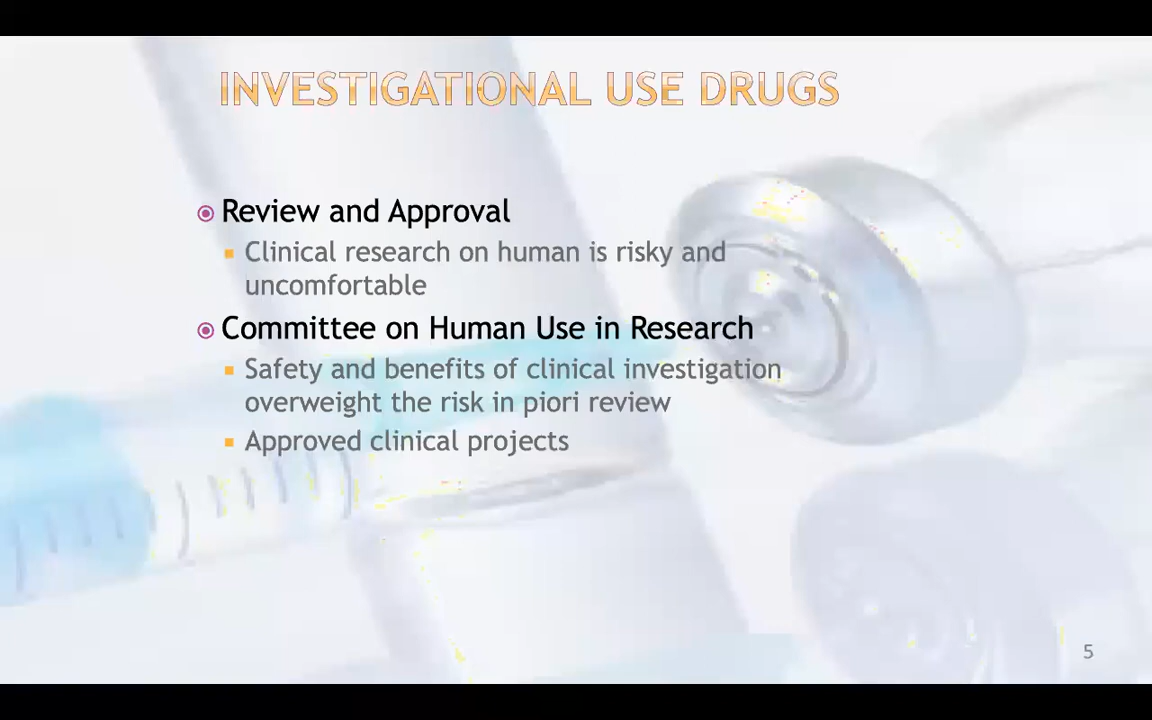 INVESTIGATIONAL USE DRUGS
Review and Approval
Clinical research on human is risky and
uncomfortable
Committee on Human Use in Research
Safety and benefits of clinical investigation
overweight the risk in piori review
Approved clinical projects
5